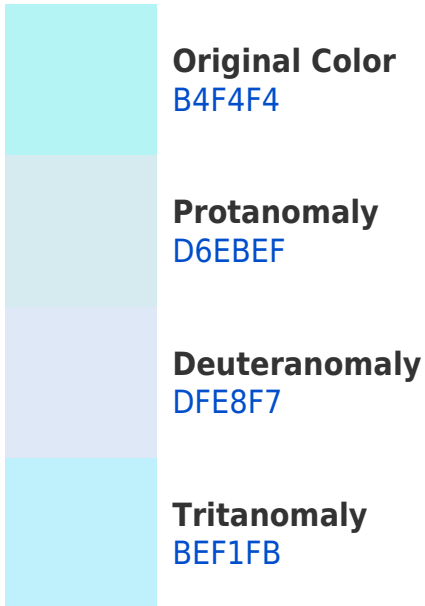 Original Color
B4F4F4
Protanomaly
D6EBEF
Deuteranomaly
DFE8F7
Tritanomaly
BEF1FB